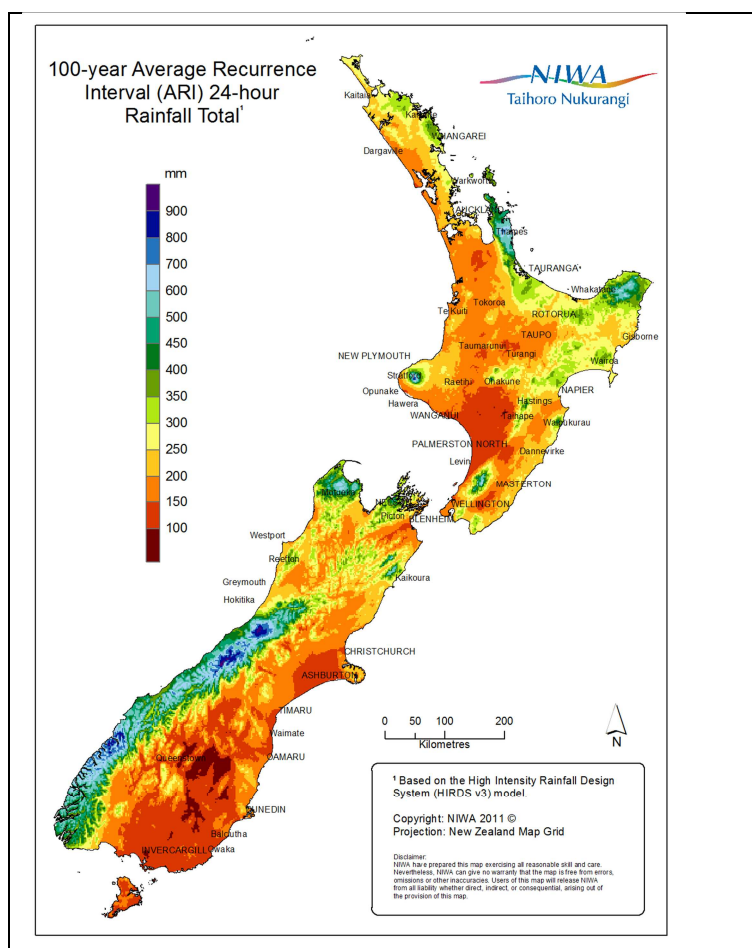 100-year Average Recurrence
Interval (ARI) 24-hour
Rainfall Total¹
NIWA
Taihoro Nukurangi
mm
900
800
700
600
450
400
350
300
250
200
150
100
Kaitaia
WHANGAREI
Dargaville
Warkworth
AUCKLAND
Thames
TAURANGA
Whakatane
Tokoroa
Te Kuiti
ROTORUA
TAUPO
Gisborne
Taumarunui
Turangi
NEW PLYMOUTH
Wairoa
Stratford
Raetihi
Ohakune
Opunake
NAPIER
Hawera
Hastings
WANGANUI
Taihape
Waipukurau
PALMERSTON NORTH
Dannevirke
Levin
MASTERTON
WELLINGTON
Motueka
Picton
BLENHEIM
Westport
Reefton
Greymouth
Kaikoura
Hokitika
CHRISTCHURCH
ASHBURTON
TIMARU
Waimate
Queenstown
OAMARU
DUNEDIN
Balclutha
INVERCARGILL
Owaka
0 50 100 200
Kilometres
N
¹ Based on the High Intensity Rainfall Design
System (HIRDS v3) model.
Copyright: NIWA 2011 ©
Projection: New Zealand Map Grid
Disclaimer:
NIWA have prepared this map exercising all reasonable skill and care.
Nevertheless, NIWA can give no warranty that the map is free from errors,
omissions or other inaccuracies. Users of this map will release NIWA
from all liability whether direct, indirect, or consequential, arising out of
the provision of this map.